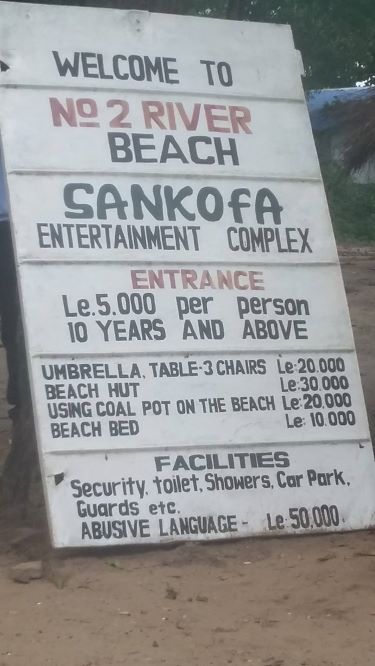 WELCOME TO
No 2 RIVER
BEACH
SANKOFA
ENTERTAINMENT COMPLEX
ENTRANCE
Le.5.000 per person
10 YEARS AND ABOVE
UMBRELLA, TABLE-3 CHAIRS Le:20.000
BEACH HUT Le:30.000
USING COAL POT ON THE BEACH Le:20,000
BEACH BED Le: 10.000
FACILITIES
Security, toilet, Showers, Car Park,
Guards etc.
ABUSIVE LANGUAGE - Le: 50,000.